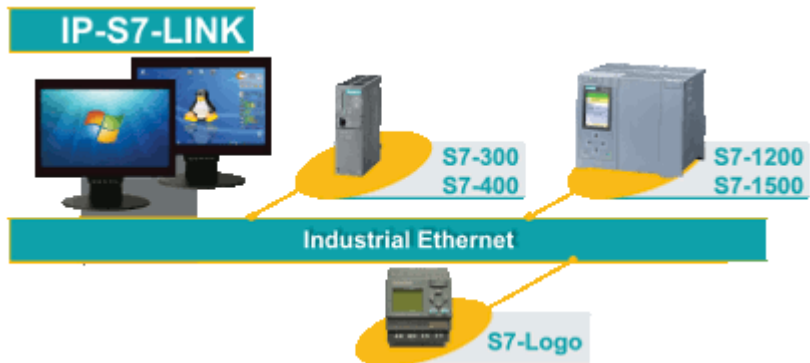 IP-S7-LINK
S7-300
S7-400
S7-1200
S7-1500
Industrial Ethernet
S7-Logo